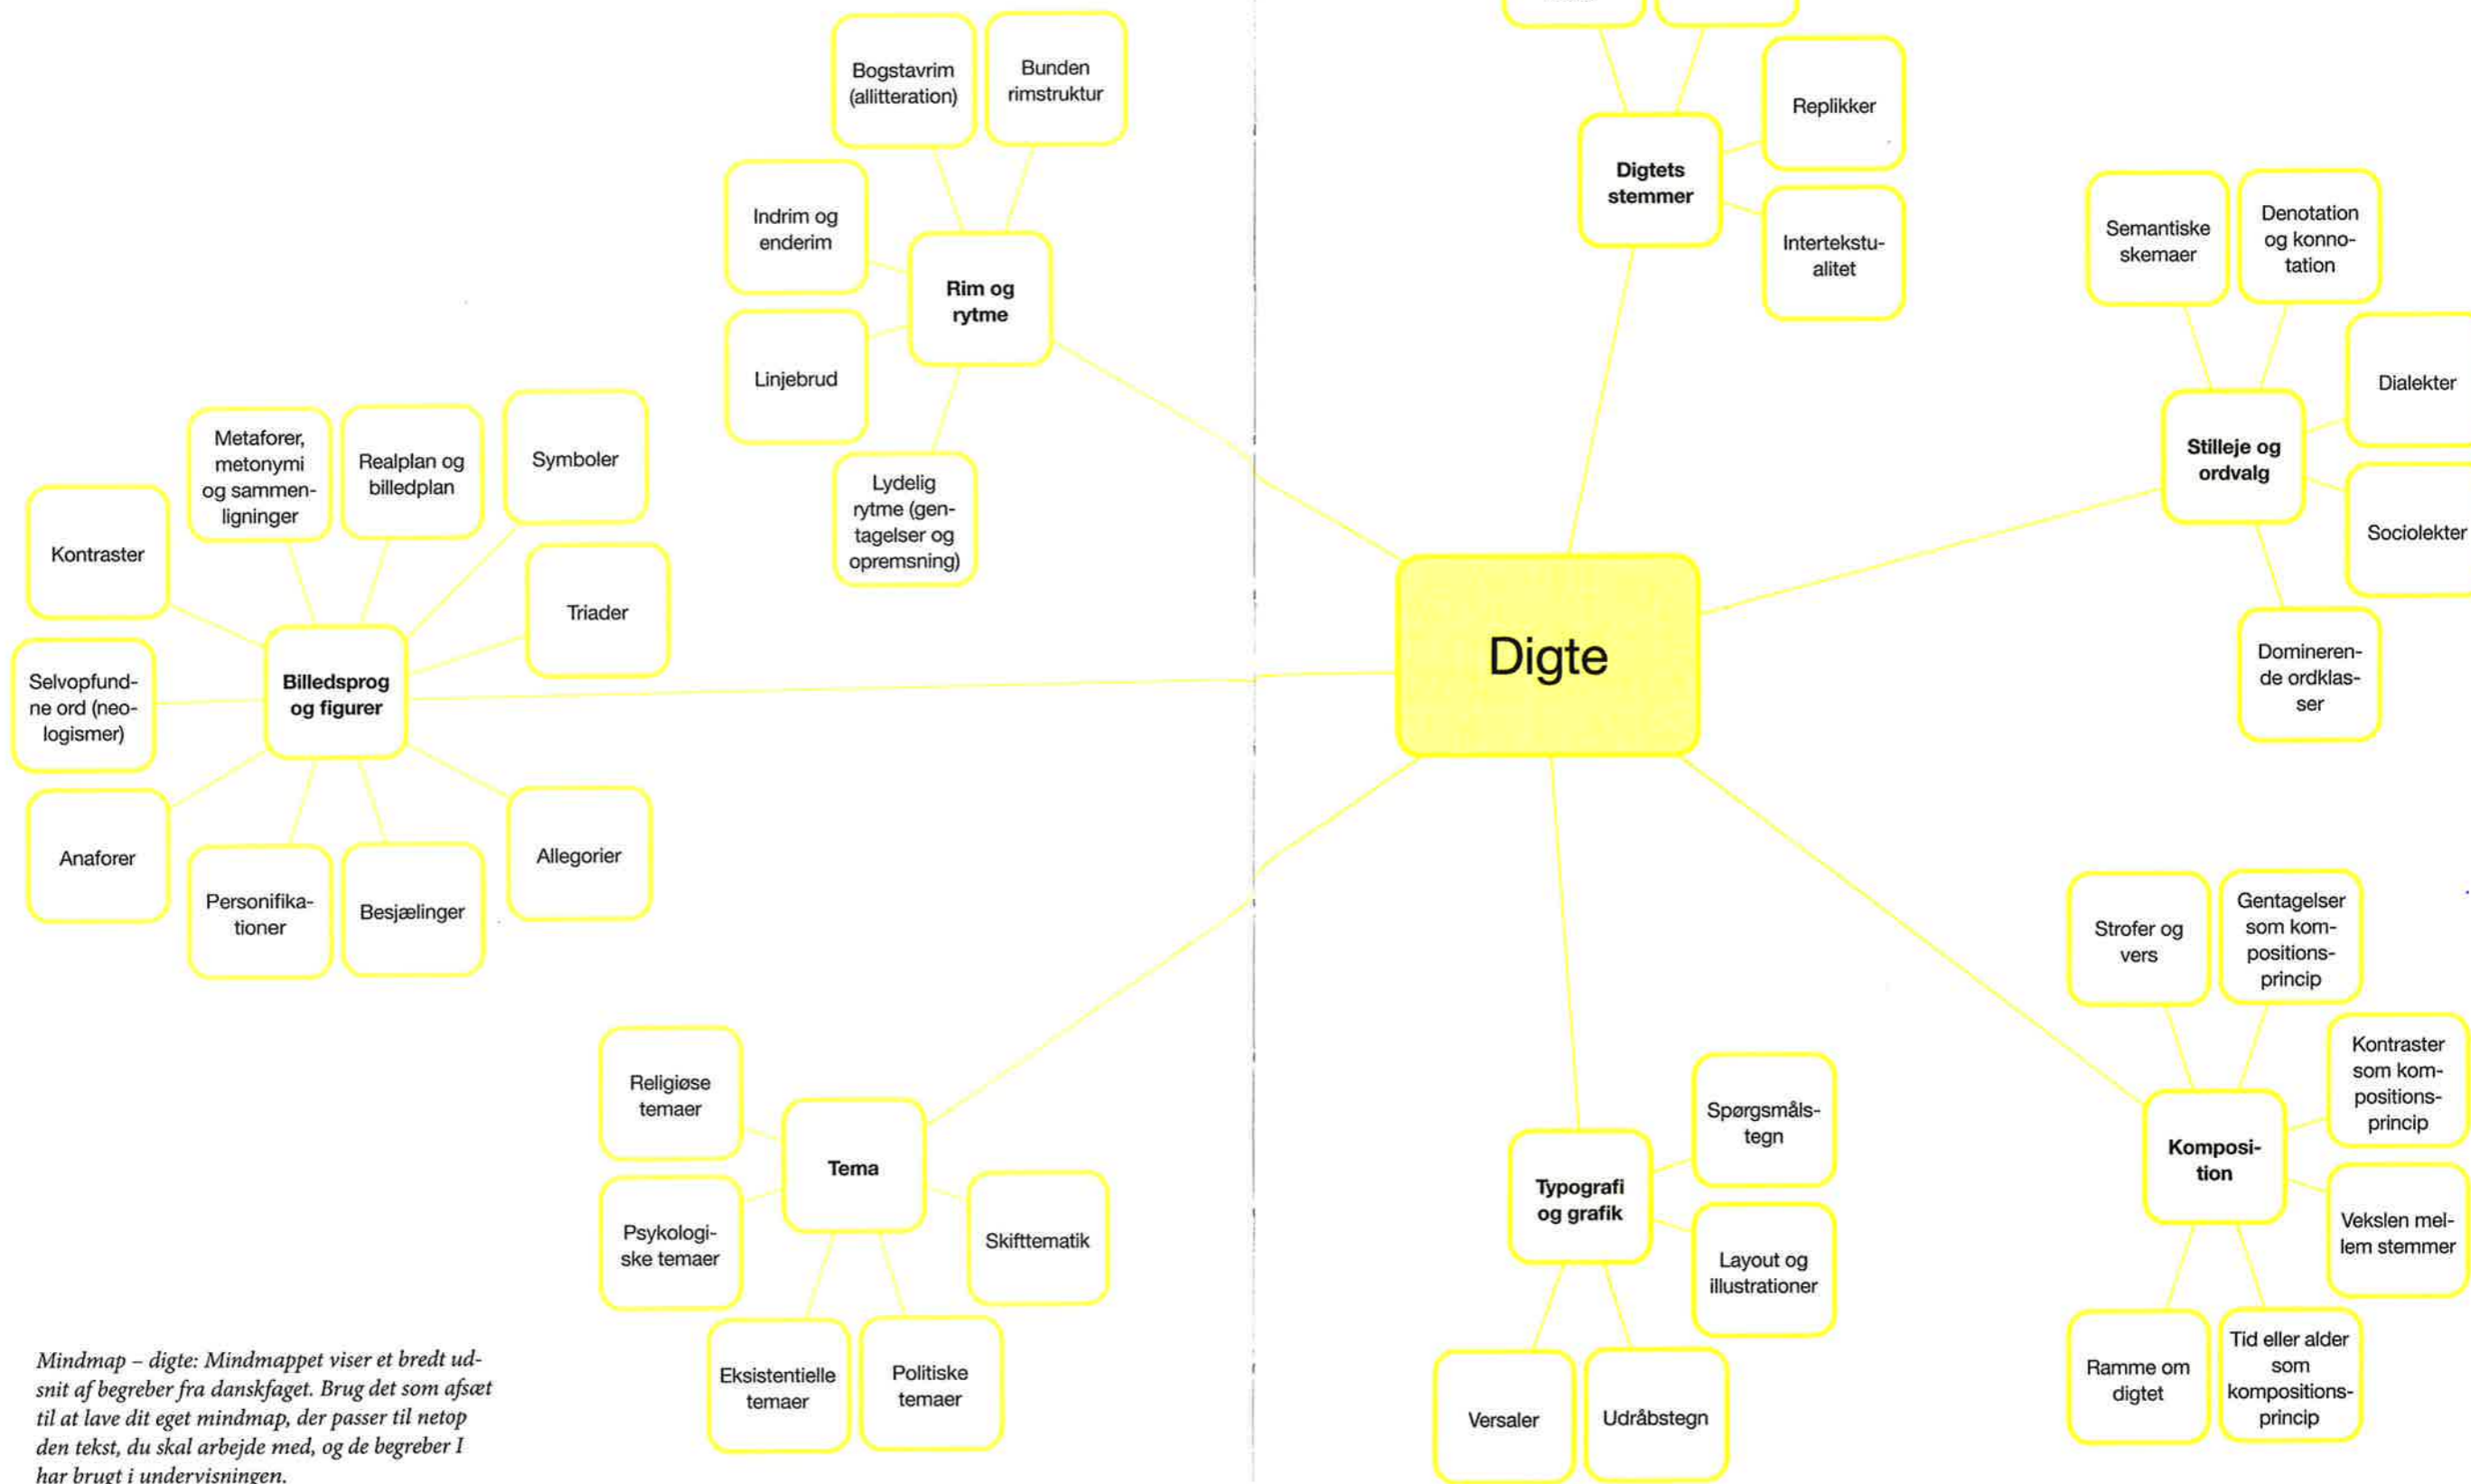 Bogstavrim
(allitteration)
Bunden
rimstruktur
Indrim og
enderim
Rim og
rytme
Linjebrud
Lydelig
rytme (gen-
tagelser og
opremsning)
Metaforer,
metonymi
og sammen-
ligninger
Realplan og
billedplan
Symboler
Kontraster
Triader
Selvopfund-
ne ord (neo-
logismer)
Billedsprog
og figurer
Anaforer
Personifika-
tioner
Besjælinger
Allegorier
Replikker
Digtets
stemmer
Intertekstu-
alitet
Semantiske
skemaer
Denotation
og konno-
tation
Dialekter
Stilleje og
ordvalg
Sociolekter
Domineren-
de ordklas-
ser
Digte
Religiøse
temaer
Tema
Psykologi-
ske temaer
Skifttematik
Eksistentielle
temaer
Politiske
temaer
Spørgsmåls-
tegn
Typografi
og grafik
Layout og
illustrationer
Versaler
Udråbstegn
Strofer og
vers
Gentagelser
som kom-
positions-
princip
Kontraster
som kom-
positions-
princip
Komposi-
tion
Vekslen mel-
lem stemmer
Ramme om
digtet
Tid eller alder
som
kompositions-
princip
Mindmap – digte: Mindmappet viser et bredt ud-
snit af begreber fra danskfaget. Brug det som afsæt
til at lave dit eget mindmap, der passer til netop
den tekst, du skal arbejde med, og de begreber I
har brugt i undervisningen.